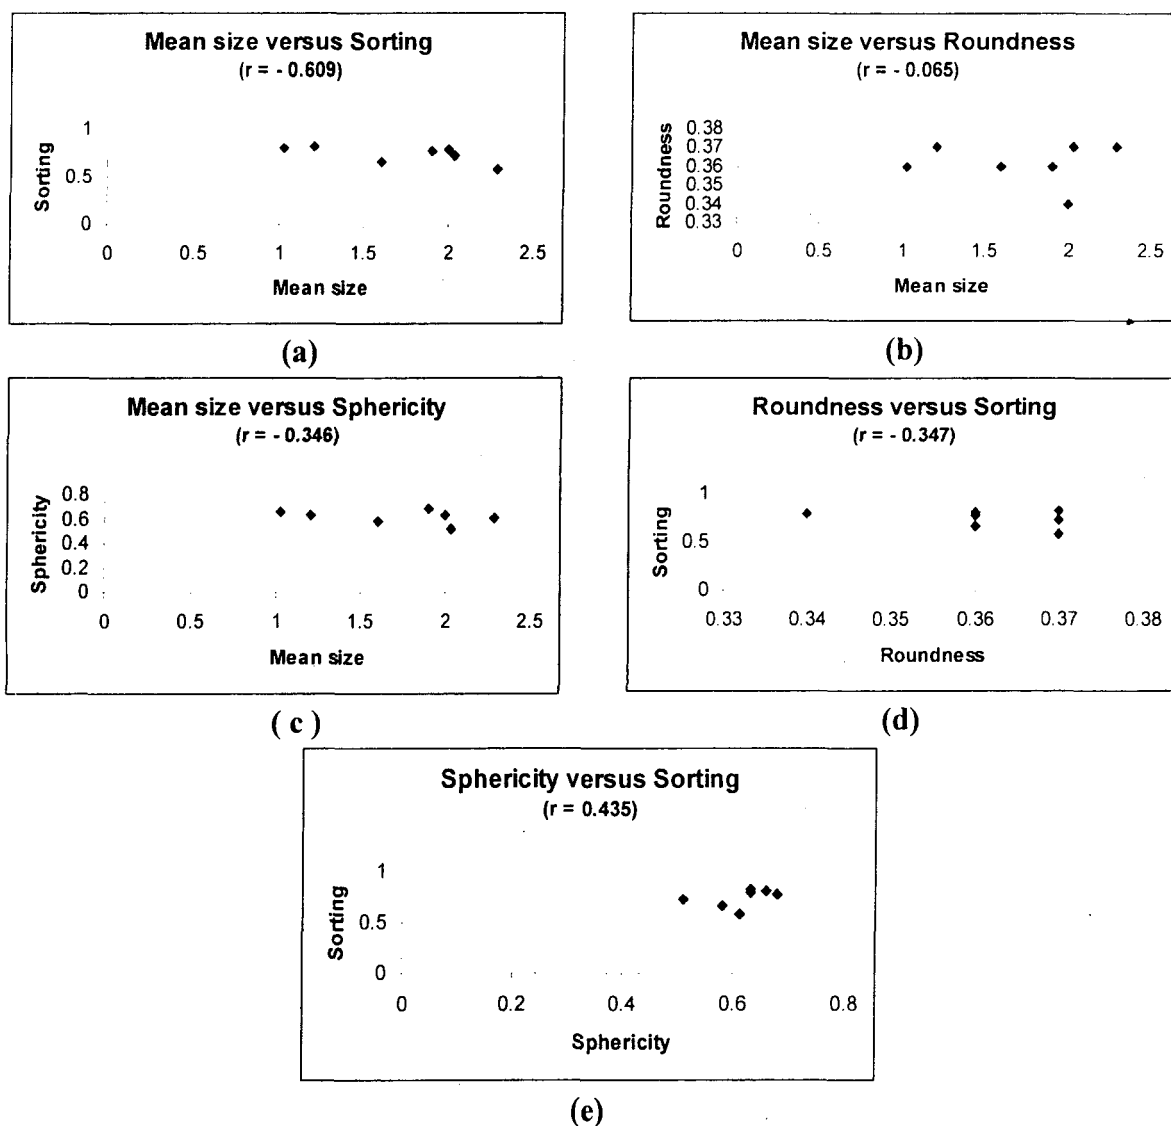 Mean size versus Sorting
(r = - 0.609)
Sorting
1
0.5
0
0
0.5
1
1.5
2
2.5
Mean size
(a)
Mean size versus Roundness
(r = - 0.065)
Roundness
0.38
0.37
0.36
0.35
0.34
0.33
0
0.5
1
1.5
2
2.5
Mean size
(b)
Mean size versus Sphericity
(r = - 0.346)
Sphericity
0.8
0.6
0.4
0.2
0
0
0.5
1
1.5
2
2.5
Mean size
( c )
Roundness versus Sorting
(r = - 0.347)
Sorting
1
0.5
0
0.33
0.34
0.35
0.36
0.37
0.38
Roundness
(d)
Sphericity versus Sorting
(r = 0.435)
Sorting
1
0.5
0
0
0.2
0.4
0.6
0.8
Sphericity
(e)